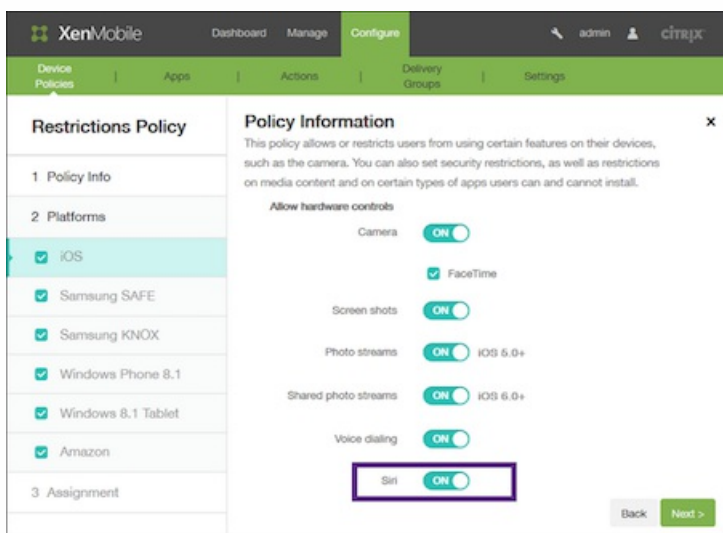 XenMobile
Dashboard Manage Configure admin CITRIX
Device Policies | Apps | Actions | Delivery Groups | Settings
Restrictions Policy
1 Policy Info
2 Platforms
iOS
Samsung SAFE
Samsung KNOX
Windows Phone 8.1
Windows 8.1 Tablet
Amazon
3 Assignment
Policy Information
This policy allows or restricts users from using certain features on their devices,
such as the camera. You can also set security restrictions, as well as restrictions
on media content and on certain types of apps users can and cannot install.
Allow hardware controls
Camera ON
FaceTime
Screen shots ON
Photo streams ON iOS 5.0+
Shared photo streams ON iOS 6.0+
Voice dialing ON
Siri ON
Back Next >